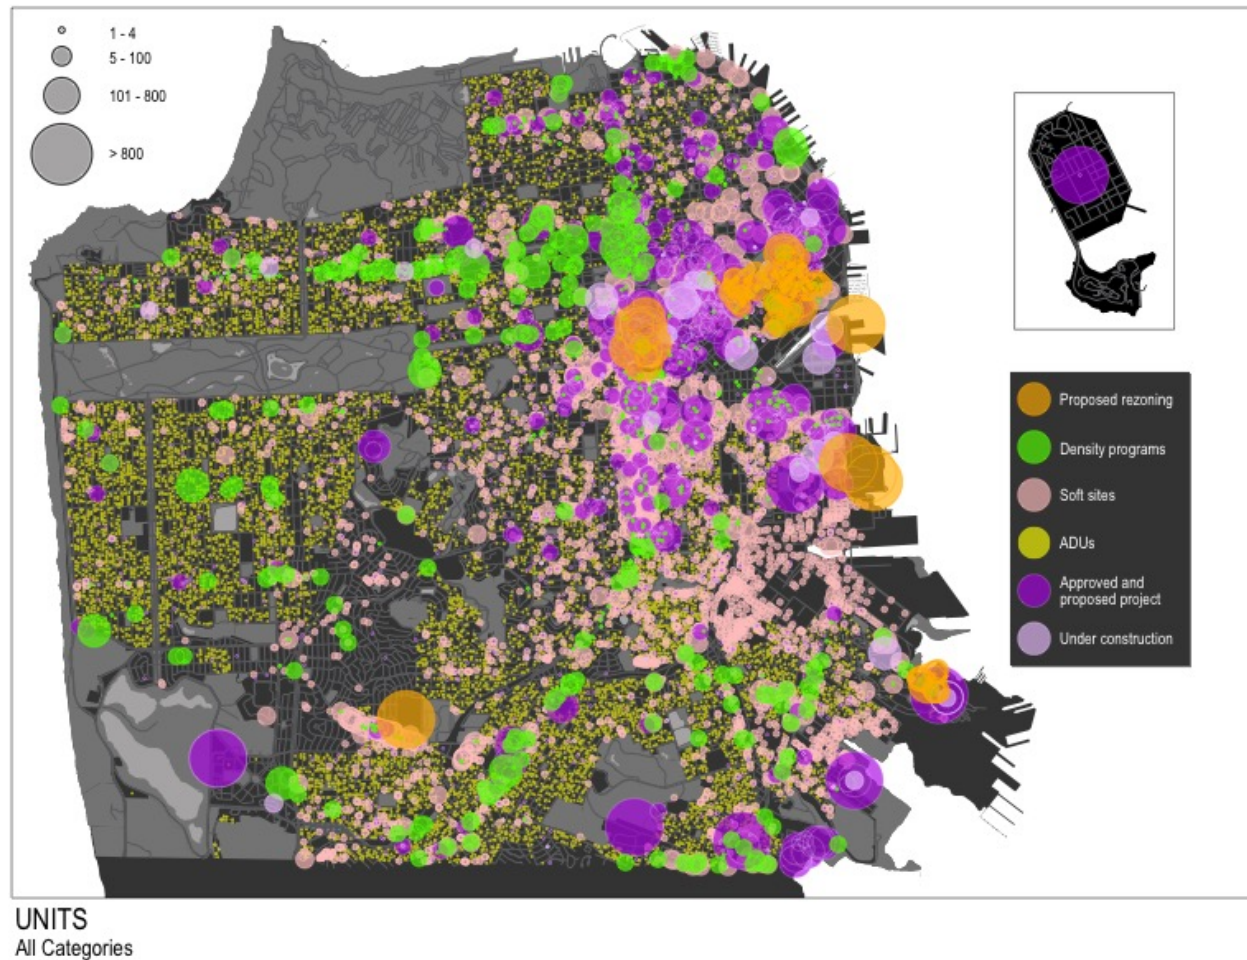 1 - 4
5 - 100
101 - 800
> 800
Proposed rezoning
Density programs
Soft sites
ADUs
Approved and
proposed project
Under construction
UNITS
All Categories